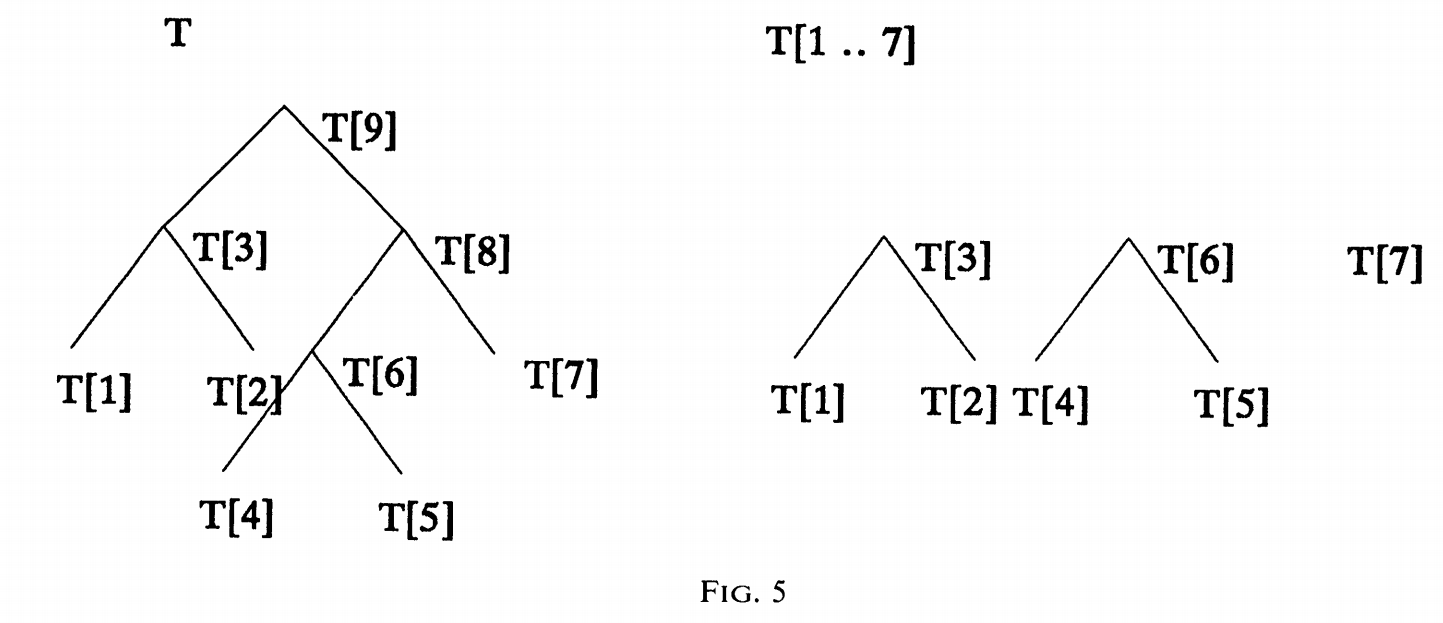 T
T[1 .. 7]
T[9]
T[3]
T[8]
T[3]
T[6]
T[7]
T[1]
T[2]
T[6]
T[7]
T[1]
T[2]
T[4]
T[5]
T[4]
T[5]
FIG. 5